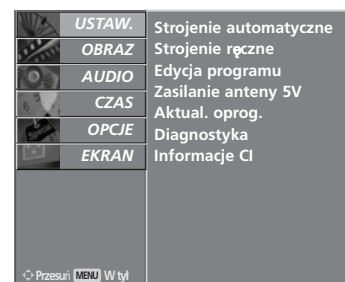 USTAW.
OBRAZ
AUDIO
CZAS
OPCJE
EKRAN
Strojenie automatyczne
Strojenie ręczne
Edycja programu
Zasilanie anteny 5V
Aktual. oprog.
Diagnostyka
Informacje CI
Przesuń MENU W tył